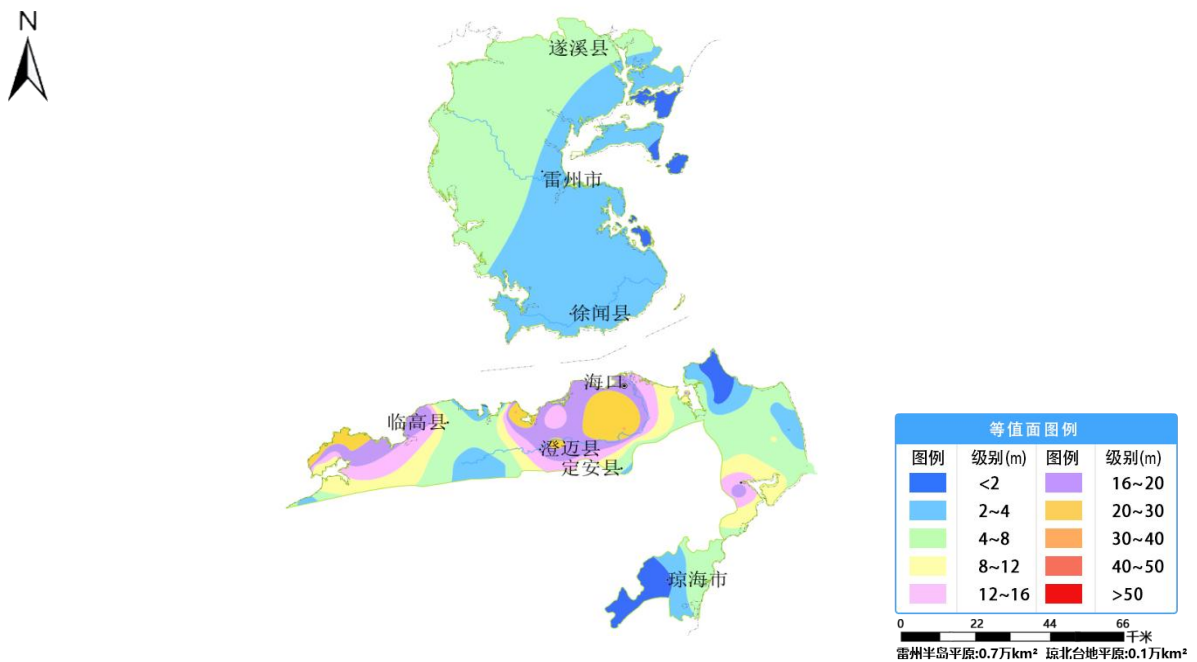 N
遂溪县
雷州市
徐闻县
海口
临高县
澄迈县
定安县
琼海市
等值面图例
图例 级别(m) 图例 级别(m)
<2 16~20
2~4 20~30
4~8 30~40
8~12 40~50
12~16 >50
0 22 44 66
千米
雷州半岛平原:0.7万km² 琼北台地平原:0.1万km²